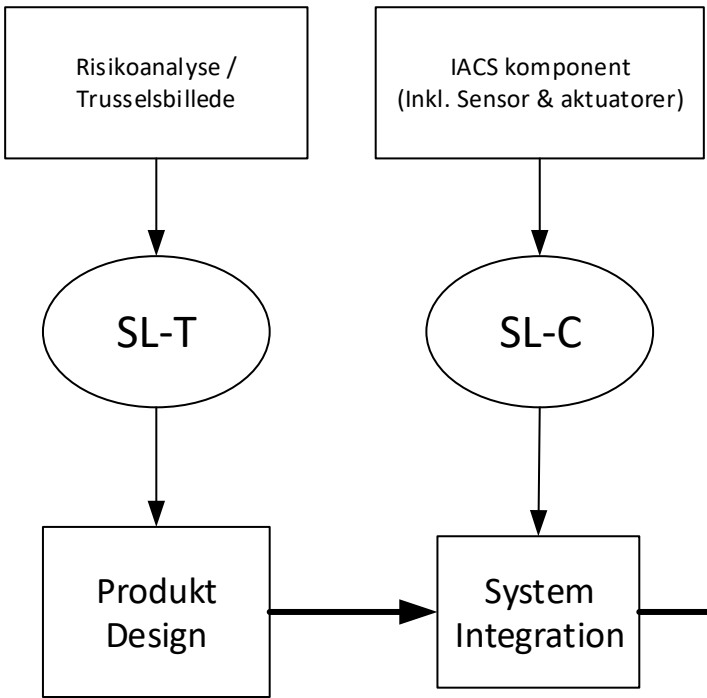 Risikoanalyse /
Trusselsbillede
IACS komponent
(Inkl. Sensor & aktuatorer)
SL-T
SL-C
Produkt
Design
System
Integration